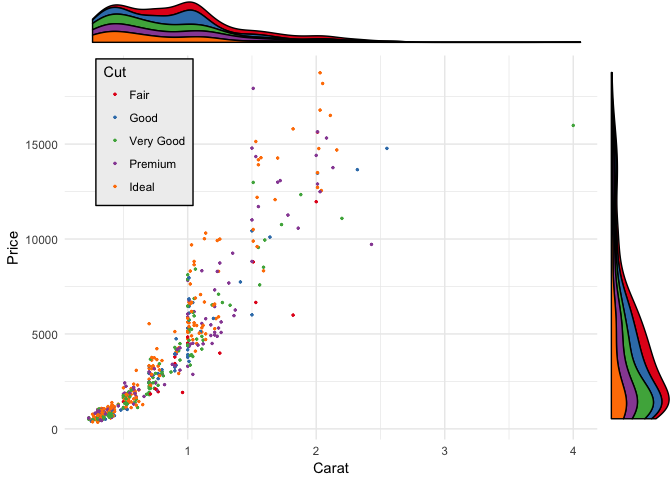 Cut
Fair
Good
Very Good
Premium
Ideal
Price
15000
10000
5000
0
1
2
3
4
Carat